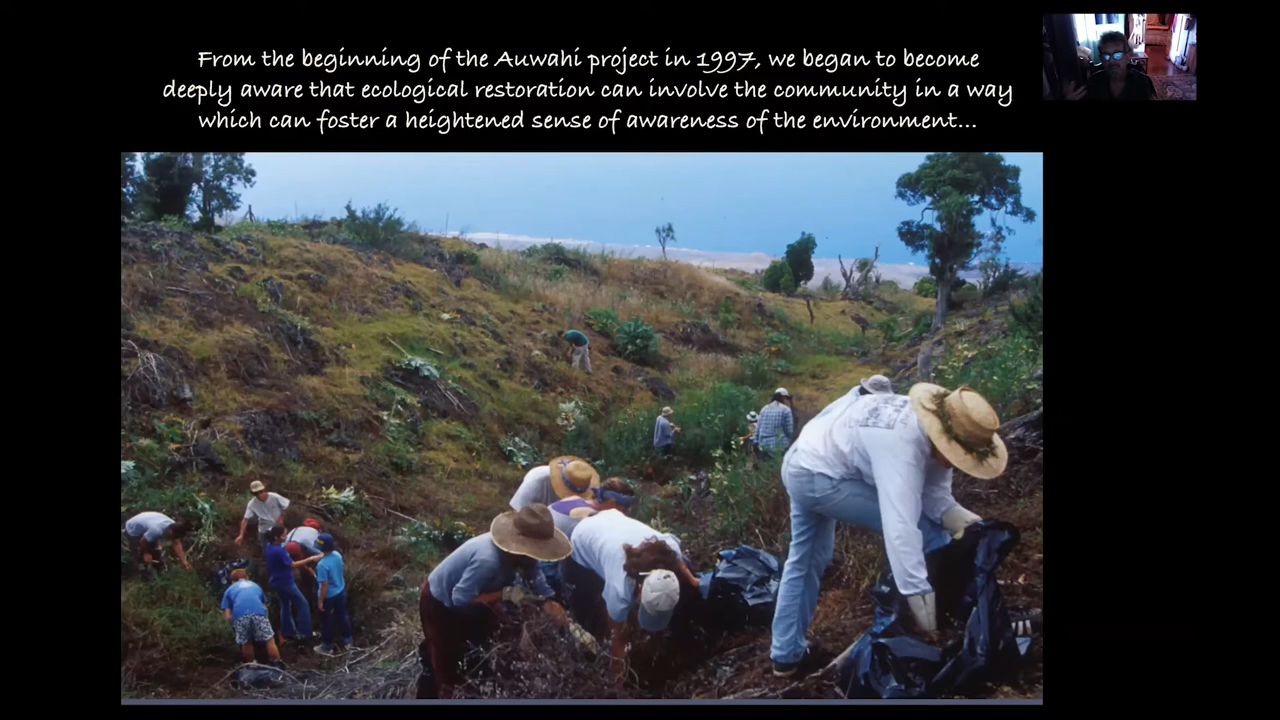 From the beginning of the Auwahi project in 1997, we began to become
deeply aware that ecological restoration can involve the community in a way
which can foster a heightened sense of awareness of the environment...